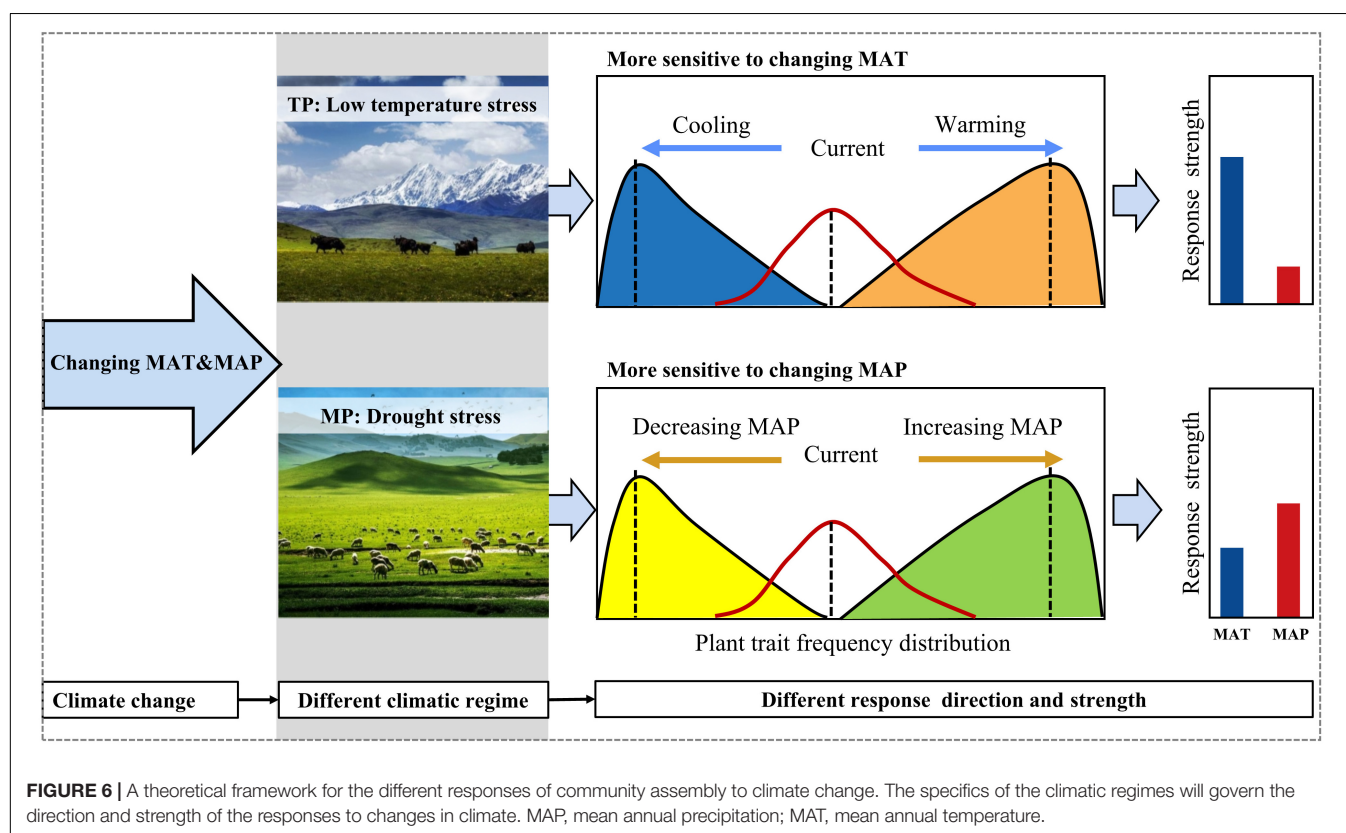 More sensitive to changing MAT
TP: Low temperature stress
Cooling
Current
Warming
Response strength
Changing MAT&MAP
More sensitive to changing MAP
MP: Drought stress
Decreasing MAP
Current
Increasing MAP
Response strength
MAT
MAP
Plant trait frequency distribution
Climate change
Different climatic regime
Different response direction and strength
FIGURE 6 | A theoretical framework for the different responses of community assembly to climate change. The specifics of the climatic regimes will govern the
direction and strength of the responses to changes in climate. MAP, mean annual precipitation; MAT, mean annual temperature.